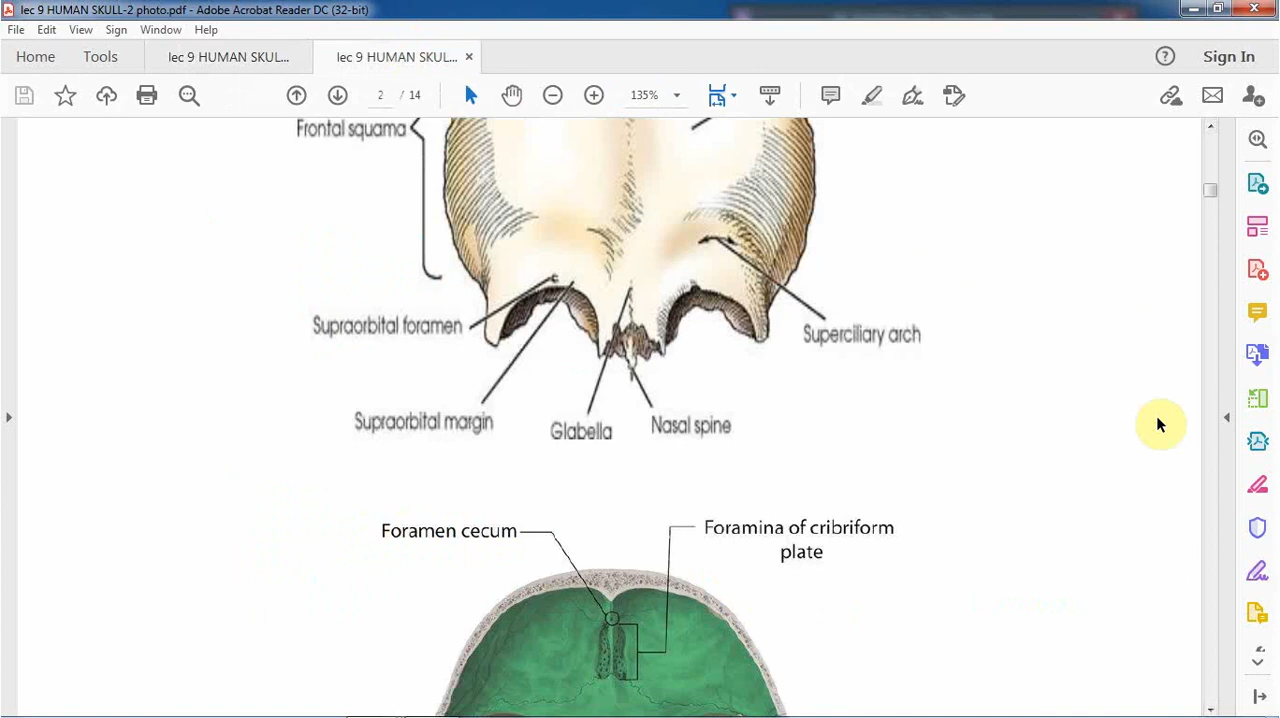 lec 9 HUMAN SKULL-2 photo.pdf - Adobe Acrobat Reader DC (32-bit)
File Edit View Sign Window Help
Home Tools lec 9 HUMAN SKUL... lec 9 HUMAN SKUL... × Sign In
2 / 14 135%
Frontal squama
Supraorbital foramen
Superciliary arch
Supraorbital margin
Glabella
Nasal spine
Foramen cecum
Foramina of cribriform
plate